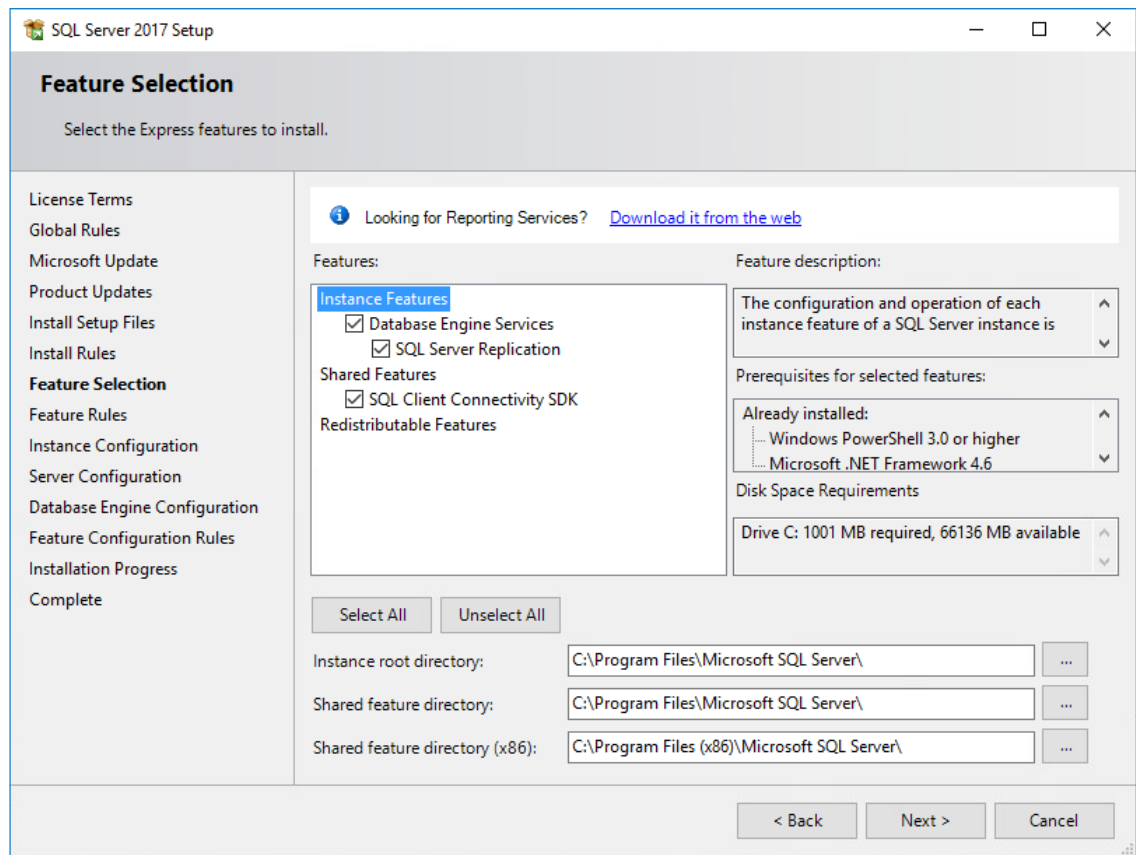 SQL Server 2017 Setup
Feature Selection
Select the Express features to install.
License Terms
Global Rules
Microsoft Update
Product Updates
Install Setup Files
Install Rules
Feature Selection
Feature Rules
Instance Configuration
Server Configuration
Database Engine Configuration
Feature Configuration Rules
Installation Progress
Complete
Looking for Reporting Services? Download it from the web
Features:
Instance Features
Database Engine Services
SQL Server Replication
Shared Features
SQL Client Connectivity SDK
Redistributable Features
Feature description:
The configuration and operation of each
instance feature of a SQL Server instance is
Prerequisites for selected features:
Already installed:
Windows PowerShell 3.0 or higher
Microsoft .NET Framework 4.6
Disk Space Requirements
Drive C: 1001 MB required, 66136 MB available
Select All Unselect All
Instance root directory: C:\Program Files\Microsoft SQL Server\ ...
Shared feature directory: C:\Program Files\Microsoft SQL Server\ ...
Shared feature directory (x86): C:\Program Files (x86)\Microsoft SQL Server\ ...
< Back Next > Cancel